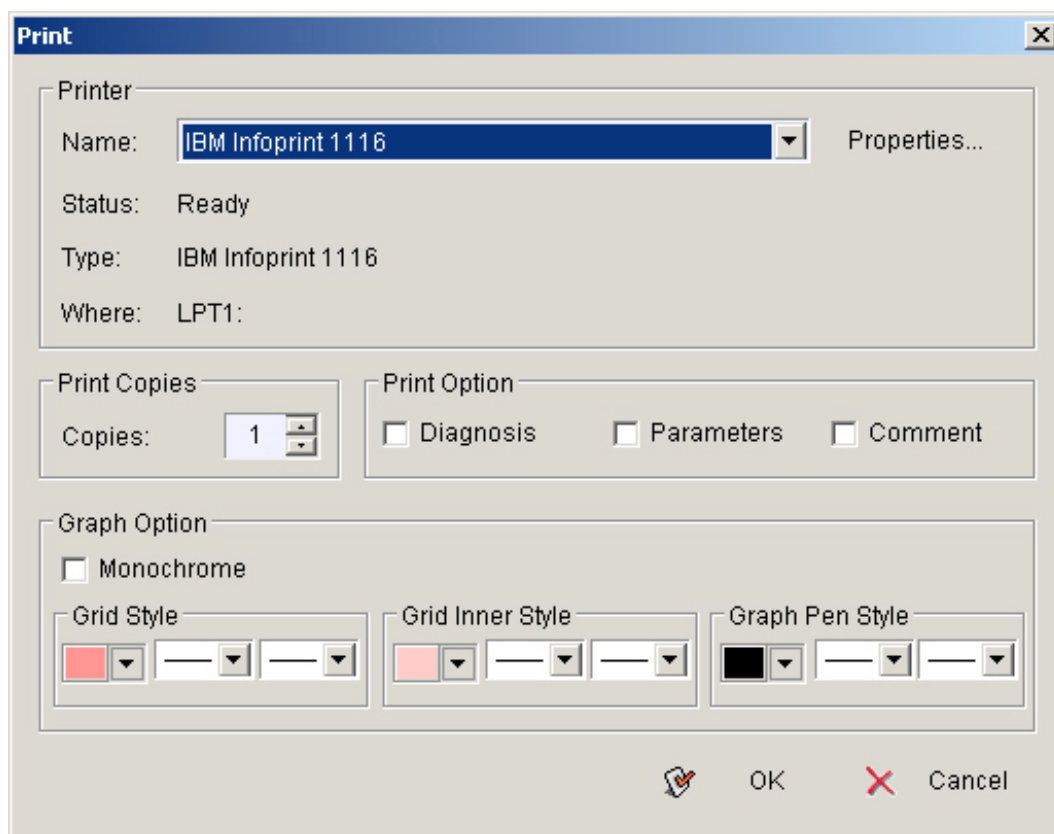 Print
Printer
Name: IBM Infoprint 1116 Properties...
Status: Ready
Type: IBM Infoprint 1116
Where: LPT1:
Print Copies Print Option
Copies: 1 Diagnosis Parameters Comment
Graph Option
Monochrome
Grid Style Grid Inner Style Graph Pen Style
OK Cancel